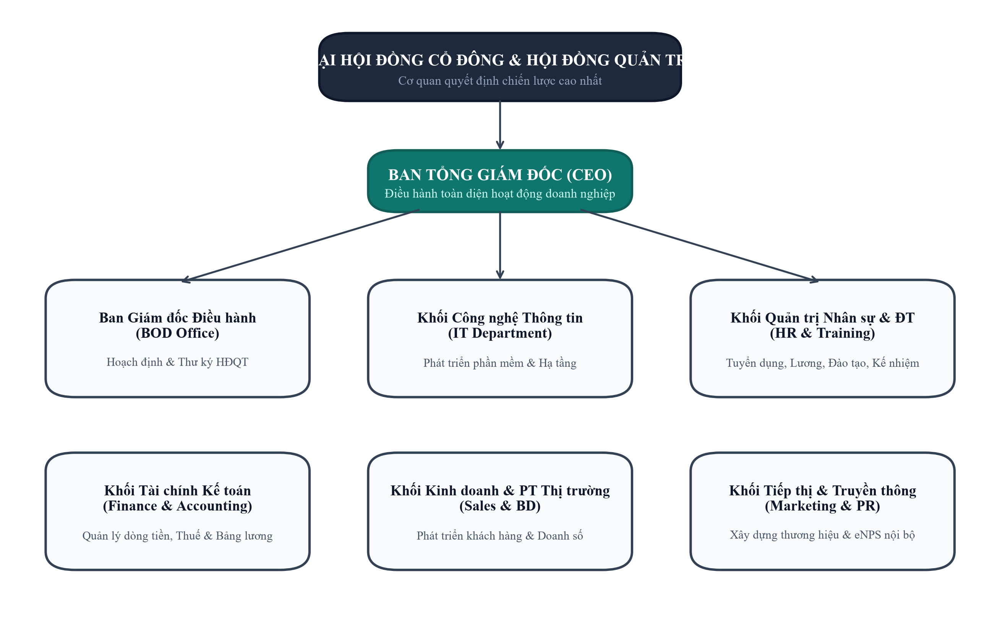 ẠI HỘI ĐỒNG CỔ ĐÔNG & HỘI ĐỒNG QUẢN TR
Cơ quan quyết định chiến lược cao nhất
BAN TỔNG GIÁM ĐỐC (CEO)
Điều hành toàn diện hoạt động doanh nghiệp
Ban Giám đốc Điều hành
(BOD Office)
Hoạch định & Thư ký HĐQT
Khối Công nghệ Thông tin
(IT Department)
Phát triển phần mềm & Hạ tầng
Khối Quản trị Nhân sự & ĐT
(HR & Training)
Tuyển dụng, Lương, Đào tạo, Kế nhiệm
Khối Tài chính Kế toán
(Finance & Accounting)
Quản lý dòng tiền, Thuế & Bảng lương
Khối Kinh doanh & PT Thị trường
(Sales & BD)
Phát triển khách hàng & Doanh số
Khối Tiếp thị & Truyền thông
(Marketing & PR)
Xây dựng thương hiệu & eNPS nội bộ